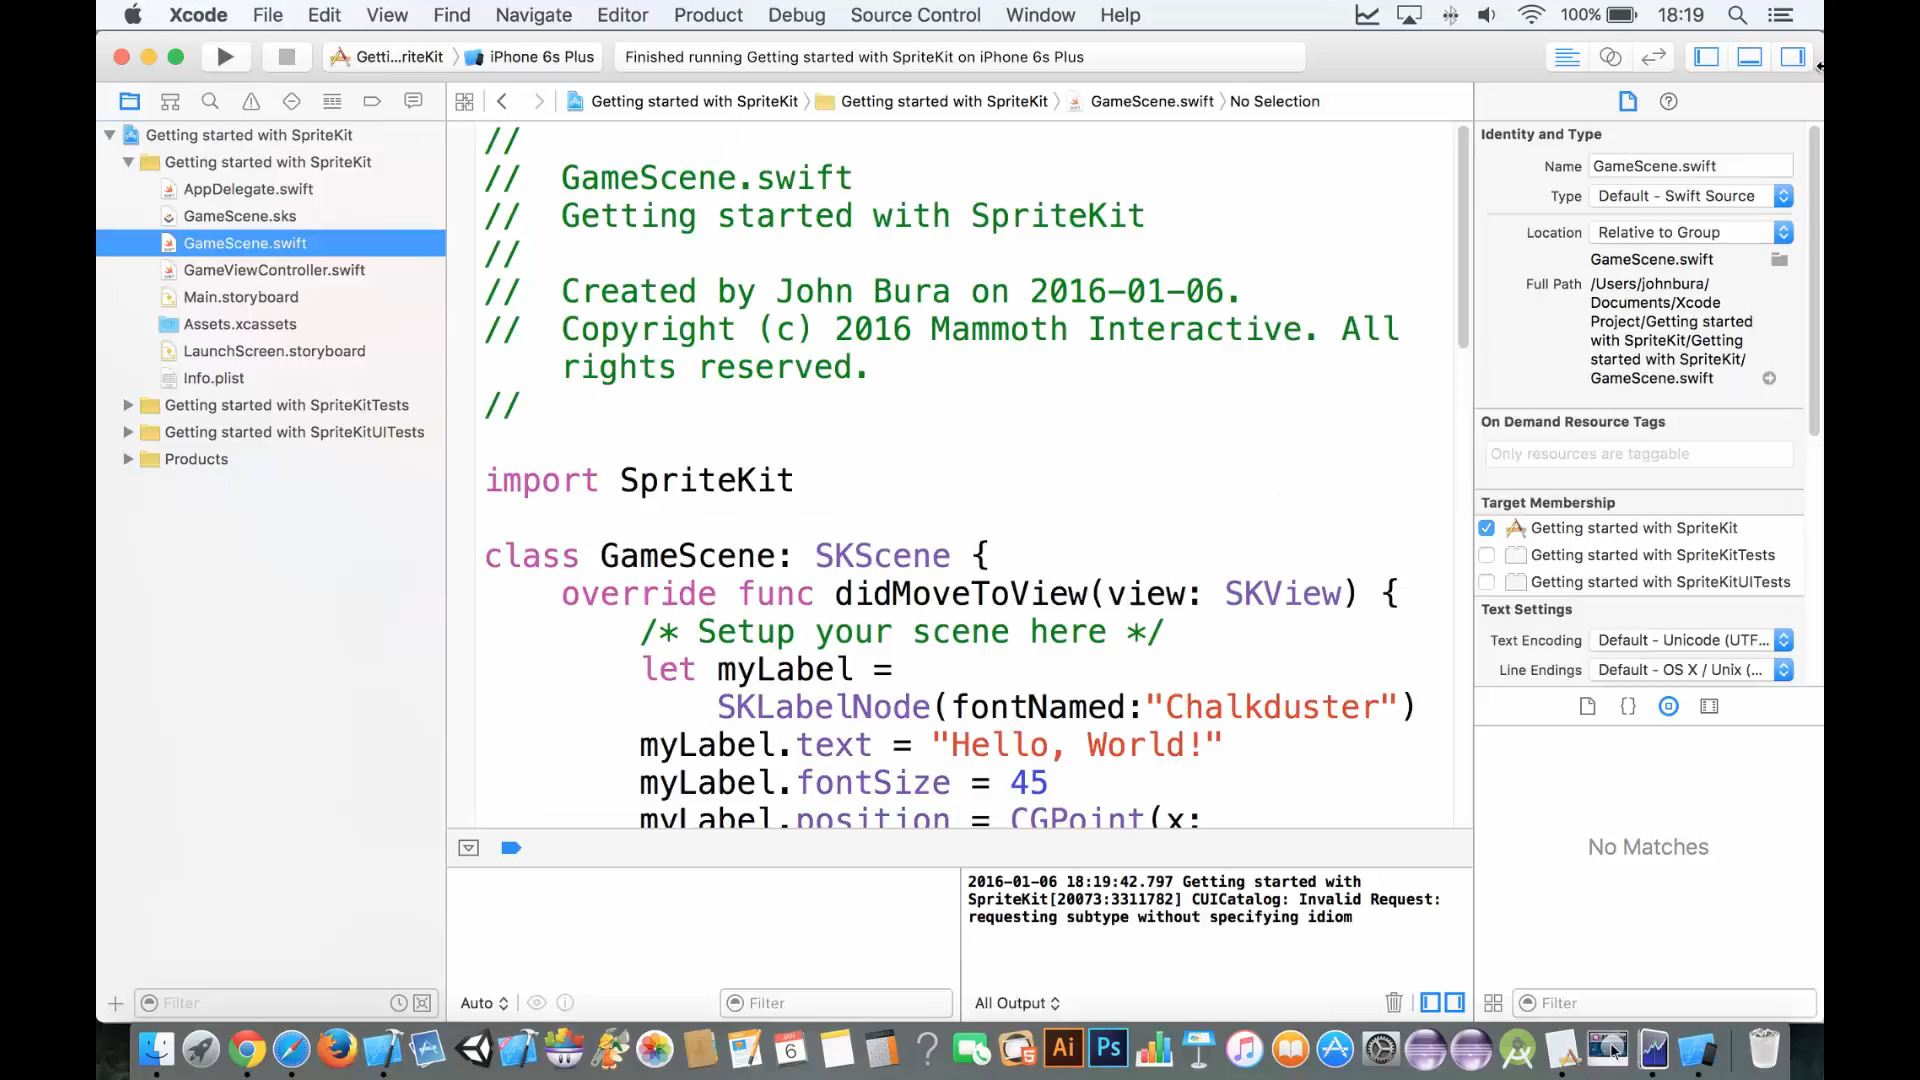 Xcode File Edit View Find Navigate Editor Product Debug Source Control Window Help 100% 18:19
Getti...riteKit iPhone 6s Plus Finished running Getting started with SpriteKit on iPhone 6s Plus
Getting started with SpriteKit Getting started with SpriteKit GameScene.swift No Selection
Getting started with SpriteKit
Getting started with SpriteKit
AppDelegate.swift
GameScene.sks
GameScene.swift
GameViewController.swift
Main.storyboard
Assets.xcassets
LaunchScreen.storyboard
Info.plist
Getting started with SpriteKitTests
Getting started with SpriteKitUITests
Products
Filter
//
// GameScene.swift
// Getting started with SpriteKit
//
// Created by John Bura on 2016-01-06.
// Copyright (c) 2016 Mammoth Interactive. All
rights reserved.
//
import SpriteKit
class GameScene: SKScene {
override func didMoveToView(view: SKView) {
/* Setup your scene here */
let myLabel =
SKLabelNode(fontNamed:"Chalkduster")
myLabel.text = "Hello, World!"
myLabel.fontSize = 45
myLabel.position = CGPoint(x:
2016-01-06 18:19:42.797 Getting started with
SpriteKit[20073:3311782] CUICatalog: Invalid Request:
requesting subtype without specifying idiom
Auto Filter All Output
Identity and Type
Name GameScene.swift
Type Default - Swift Source
Location Relative to Group
GameScene.swift
Full Path /Users/johnbura/
Documents/Xcode
Project/Getting started
with SpriteKit/Getting
started with SpriteKit/
GameScene.swift
On Demand Resource Tags
Only resources are taggable
Target Membership
Getting started with SpriteKit
Getting started with SpriteKitTests
Getting started with SpriteKitUITests
Text Settings
Text Encoding Default - Unicode (UTF...
Line Endings Default - OS X / Unix (...
{}
No Matches
Filter
JAN
6
Ai
Ps